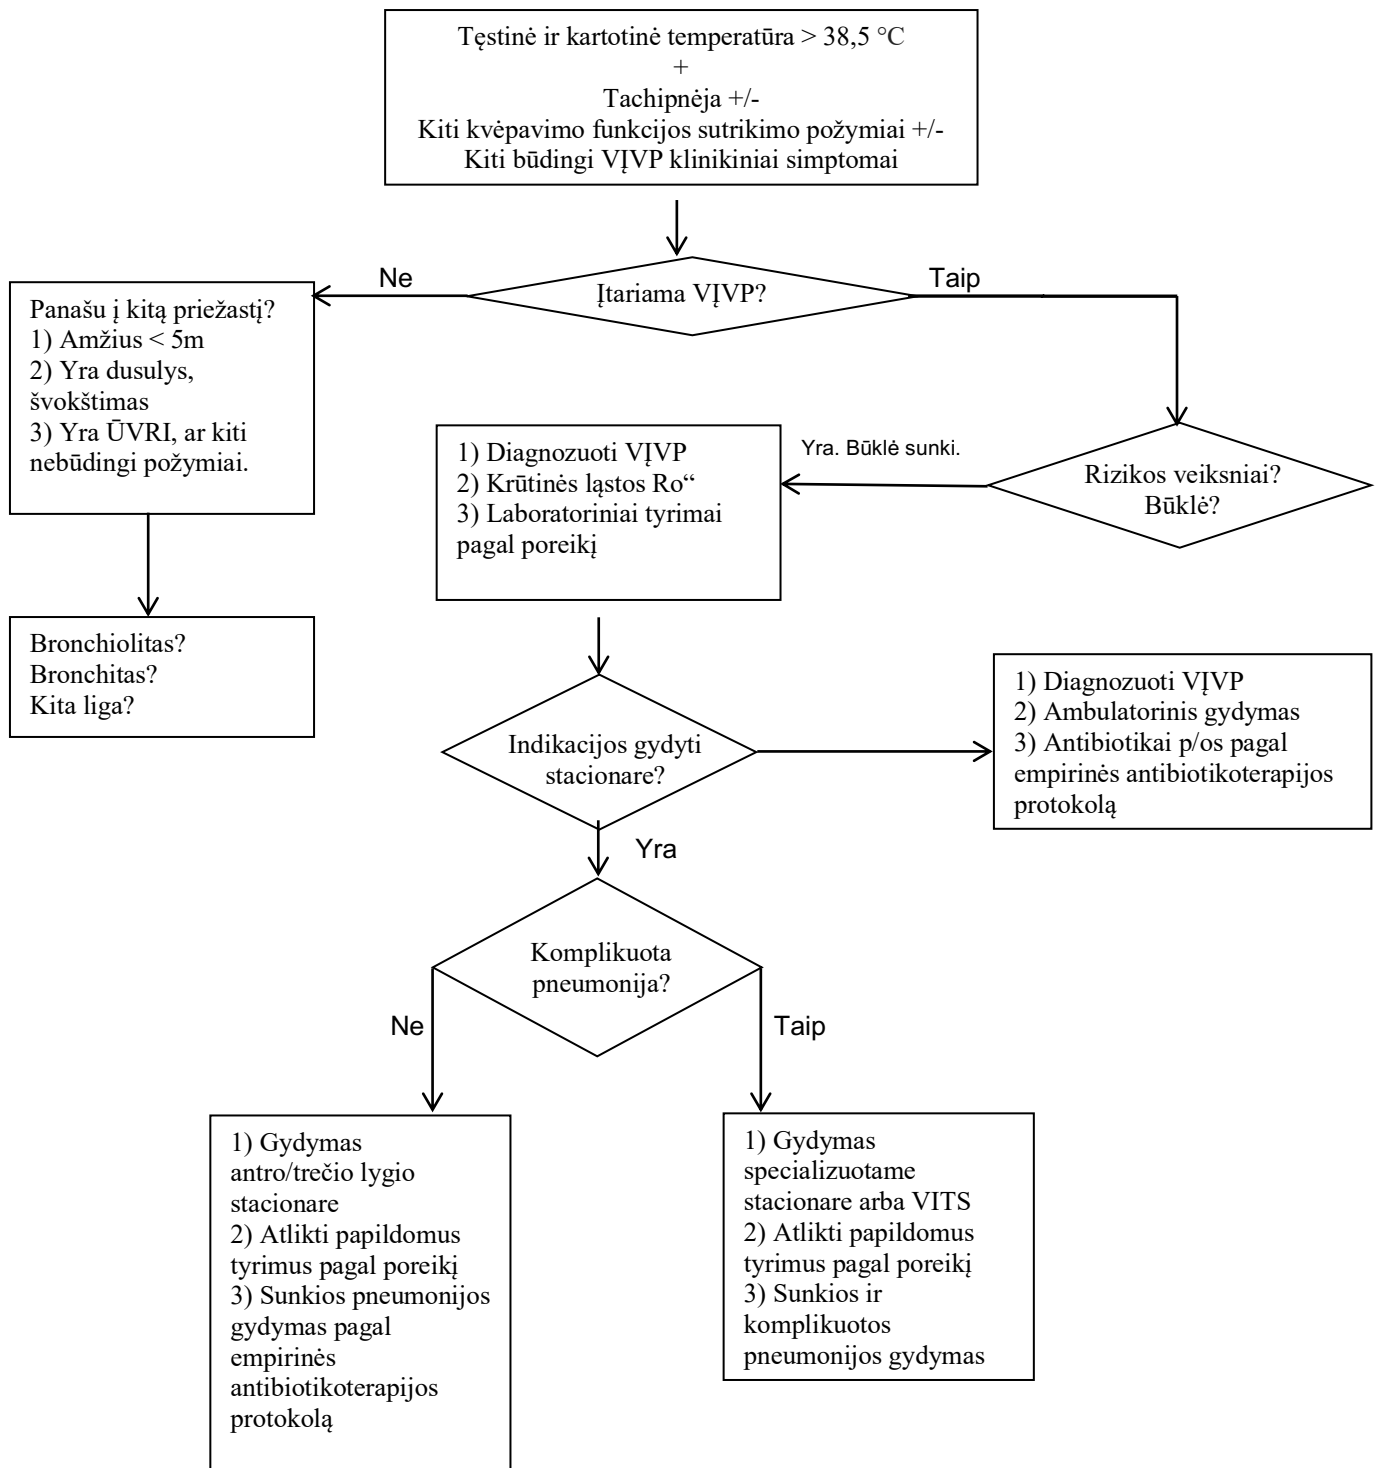 Tęstinė ir kartotinė temperatūra > 38,5 °C
+
Tachipnėja +/-
Kiti kvėpavimo funkcijos sutrikimo požymiai +/-
Kiti būdingi VĮVP klinikiniai simptomai
Ne
Įtariama VĮVP?
Taip
Panašu į kitą priežastį?
1) Amžius < 5m
2) Yra dusulys,
švokštimas
3) Yra ŪVRI, ar kiti
nebūdingi požymiai.
1) Diagnozuoti VĮVP
2) Krūtinės ląstos Ro“
3) Laboratoriniai tyrimai
pagal poreikį
Yra. Būklė sunki.
Rizikos veiksniai?
Būklė?
Bronchiolitas?
Bronchitas?
Kita liga?
Indikacijos gydyti
stacionare?
1) Diagnozuoti VĮVP
2) Ambulatorinis gydymas
3) Antibiotikai p/os pagal
empirinės antibiotikoterapijos
protokolą
Yra
Komplikuota
pneumonija?
Ne
Taip
1) Gydymas
antro/trečio lygio
stacionare
2) Atlikti papildomus
tyrimus pagal poreikį
3) Sunkios pneumonijos
gydymas pagal
empirinės
antibiotikoterapijos
protokolą
1) Gydymas
specializuotame
stacionare arba VITS
2) Atlikti papildomus
tyrimus pagal poreikį
3) Sunkios ir
komplikuotos
pneumonijos gydymas